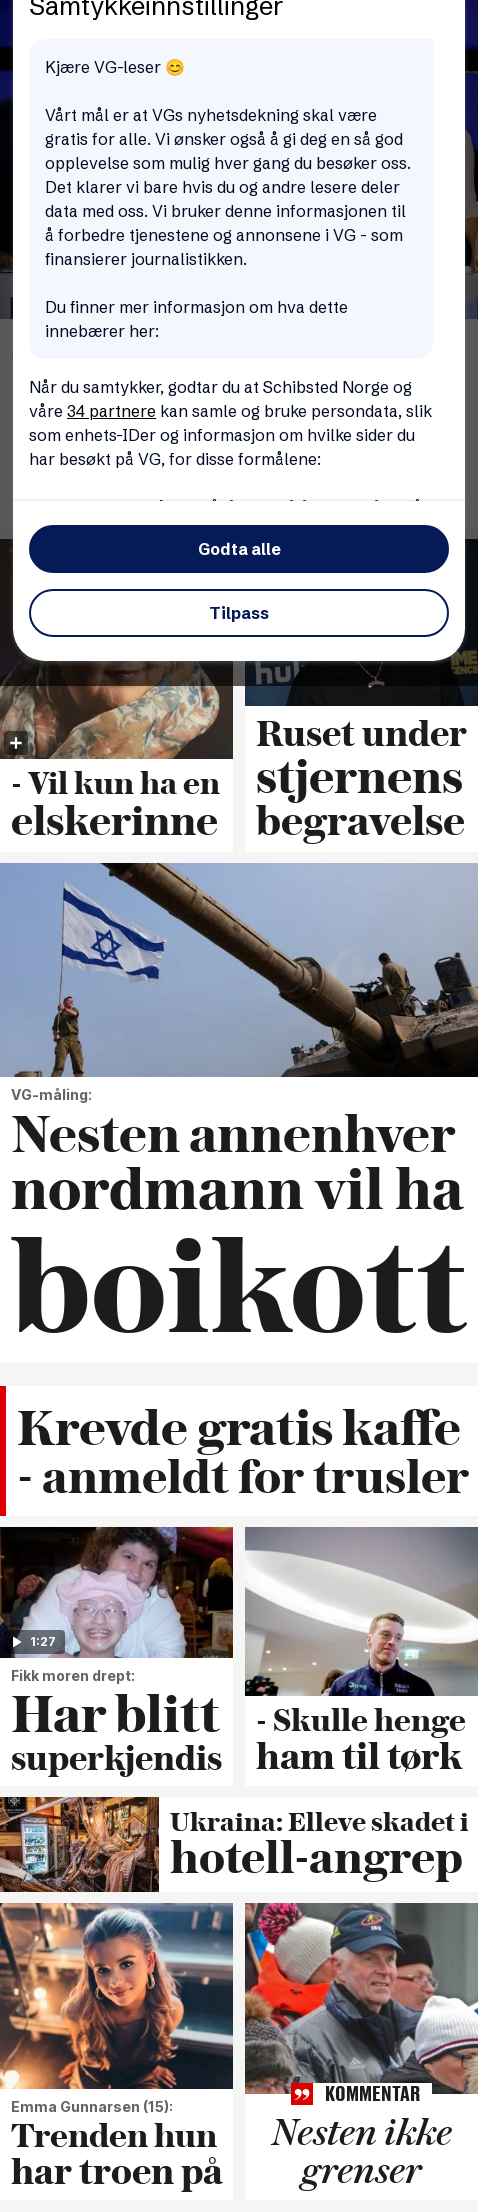 Samtykkeinnstillinger
Kjære VG-leser 😊
Vårt mål er at VGs nyhetsdekning skal være
gratis for alle. Vi ønsker også å gi deg en så god
opplevelse som mulig hver gang du besøker oss.
Det klarer vi bare hvis du og andre lesere deler
data med oss. Vi bruker denne informasjonen til
å forbedre tjenestene og annonsene i VG - som
finansierer journalistikken.
Du finner mer informasjon om hva dette
innebærer her:
Når du samtykker, godtar du at Schibsted Norge og
våre 34 partnere kan samle og bruke persondata, slik
som enhets-IDer og informasjon om hvilke sider du
har besøkt på VG, for disse formålene:
Godta alle
Tilpass
- Vil kun ha en
elskerinne
Ruset under
stjernens
begravelse
VG-måling:
Nesten annenhver
nordmann vil ha
boikott
Krevde gratis kaffe
- anmeldt for trusler
1:27
Fikk moren drept:
Har blitt
superkjendis
- Skulle henge
ham til tørk
Ukraina: Elleve skadet i
hotell-angrep
Emma Gunnarsen (15):
Trenden hun
har troen på
KOMMENTAR
Nesten ikke
grenser